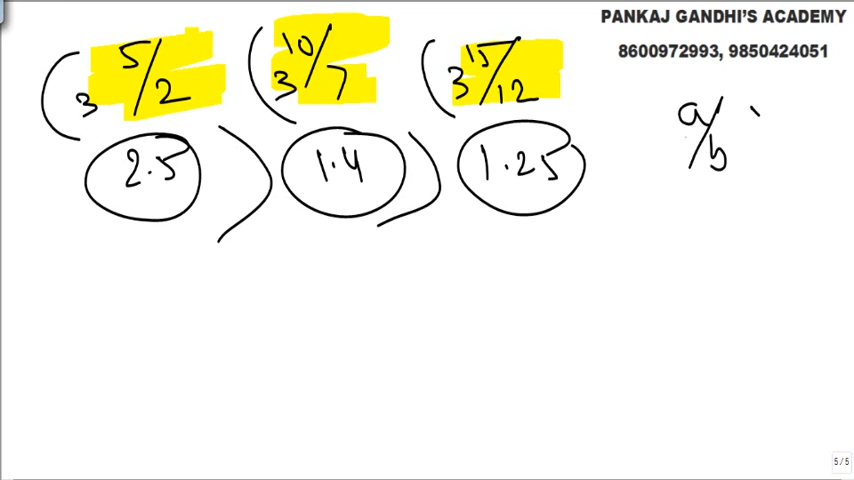 PANKAJ GANDHI'S ACADEMY
8600972993, 9850424051
3 5/2 3 10/7 3 15/12
2.5 > 1.4 > 1.25
a/b
5/5